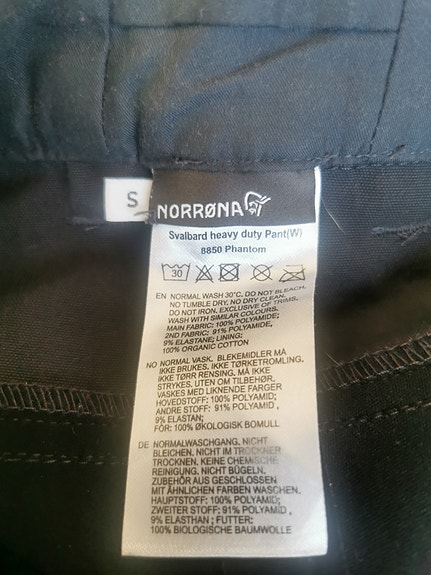 S
NORRØNA
Svalbard heavy duty Pant(W)
8850 Phantom
30
EN NORMAL WASH 30°C. DO NOT BLEACH.
NO TUMBLE DRY, NO DRY CLEAN.
DO NOT IRON. EXCLUSIVE OF TRIMS.
WASH WITH SIMILAR COLOURS.
MAIN FABRIC: 100% POLYAMIDE;
2ND FABRIC: 91% POLYAMIDE,
9% ELASTANE; LINING:
100% ORGANIC COTTON
NO NORMAL VASK. BLEKEMIDLER MÅ
IKKE BRUKES. IKKE TØRKETROMLING.
IKKE TØRR RENSING. MÅ IKKE
STRYKES. UTEN OM TILBEHØR.
VASKES MED LIKNENDE FARGER
HOVEDSTOFF: 100% POLYAMID;
ANDRE STOFF: 91% POLYAMID ,
9% ELASTAN;
FÓR: 100% ØKOLOGISK BOMULL
DE NORMALWASCHGANG. NICHT
BLEICHEN. NICHT IM TROCKNER
TROCKNEN. KEINE CHEMISCHE
REINIGUNG. NICHT BÜGELN.
ZUBEHÖR AUS GESCHLOSSEN
MIT ÄHNLICHEN FARBEN WASCHEN.
HAUPTSTOFF: 100% POLYAMID;
ZWEITER STOFF: 91% POLYAMID ,
9% ELASTHAN ; FUTTER:
100% BIOLOGISCHE BAUMWOLLE